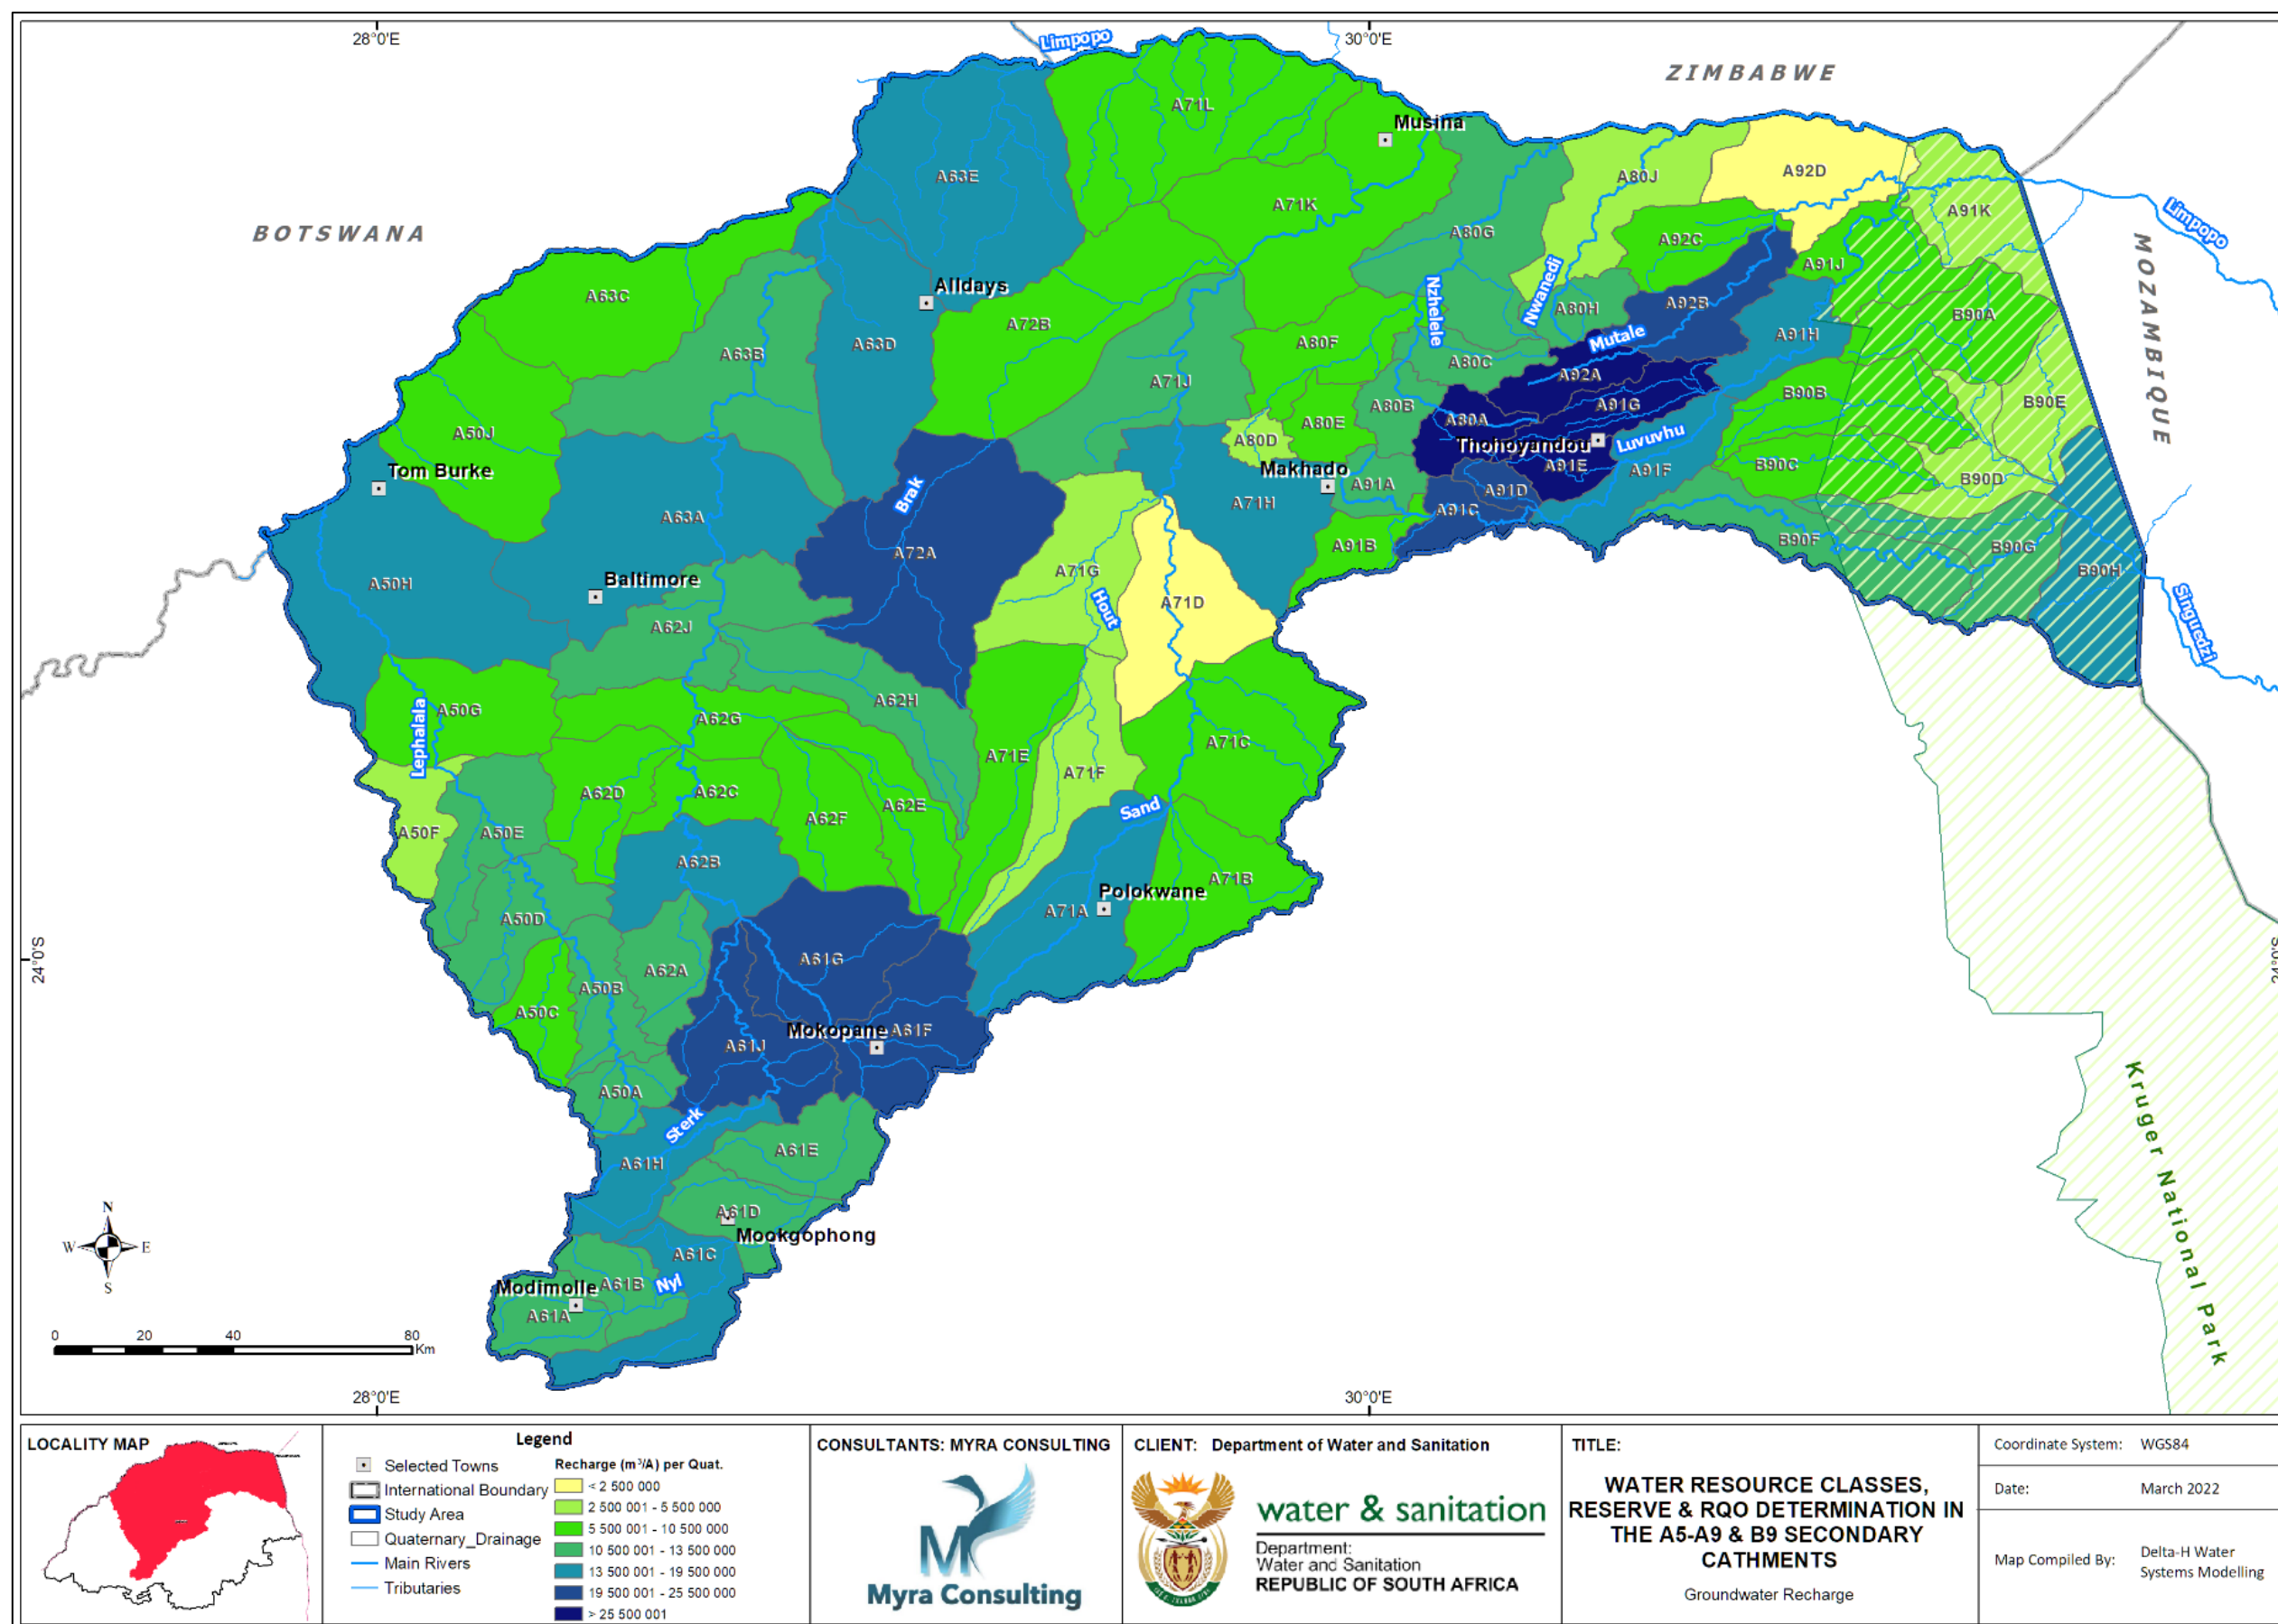 28°0'E
30°0'E
Limpopo
ZIMBABWE
A71L
Musina
A63E
A80J
A92D
A71K
A91K
Limpopo
BOTSWANA
A80G
A92C
MOZAMBIQUE
A91J
A63C
Alldays
Nzhelele
Nwanedi
A80H
A92B
B90A
A72B
A63B
A63D
A80F
Mutale
A91H
A80C
A71J
A92A
B90B
A80B
A91G
B90E
A50J
A80D
A80E
A80A
Thohoyandou
Luvuvhu
Tom Burke
Makhado
A91E
A91F
B90C
B90D
Brak
A91A
A91D
A71H
A91C
A63A
A72A
A91B
B90F
B90G
A50H
Baltimore
A71G
B90H
Hout
A71D
Singuedzi
A62J
A62H
Lephalala
A50G
A62G
A71C
A71E
A71F
A62D
A62C
A62E
A62F
Sand
A50F
A50E
A62B
Polokwane
A71B
A71A
A50D
24°0'S
24°0'S
A61G
A62A
A50B
A50C
Mokopane
A61F
A61J
A50A
Sterk
Kruger National Park
A61E
A61H
N
W
E
S
A61D
Mookgophong
A61C
A61B
Nyl
Modimolle
A61A
0
20
40
80
Km
28°0'E
30°0'E
LOCALITY MAP
Legend
Selected Towns
International Boundary
Study Area
Quaternary_Drainage
Main Rivers
Tributaries
Recharge (m³/A) per Quat.
< 2 500 000
2 500 001 - 5 500 000
5 500 001 - 10 500 000
10 500 001 - 13 500 000
13 500 001 - 19 500 000
19 500 001 - 25 500 000
> 25 500 001
CONSULTANTS: MYRA CONSULTING
M
Myra Consulting
CLIENT: Department of Water and Sanitation
water & sanitation
Department:
Water and Sanitation
REPUBLIC OF SOUTH AFRICA
TITLE:
WATER RESOURCE CLASSES,
RESERVE & RQO DETERMINATION IN
THE A5-A9 & B9 SECONDARY
CATHMENTS
Groundwater Recharge
Coordinate System: WGS84
Date: March 2022
Map Compiled By: Delta-H Water
Systems Modelling